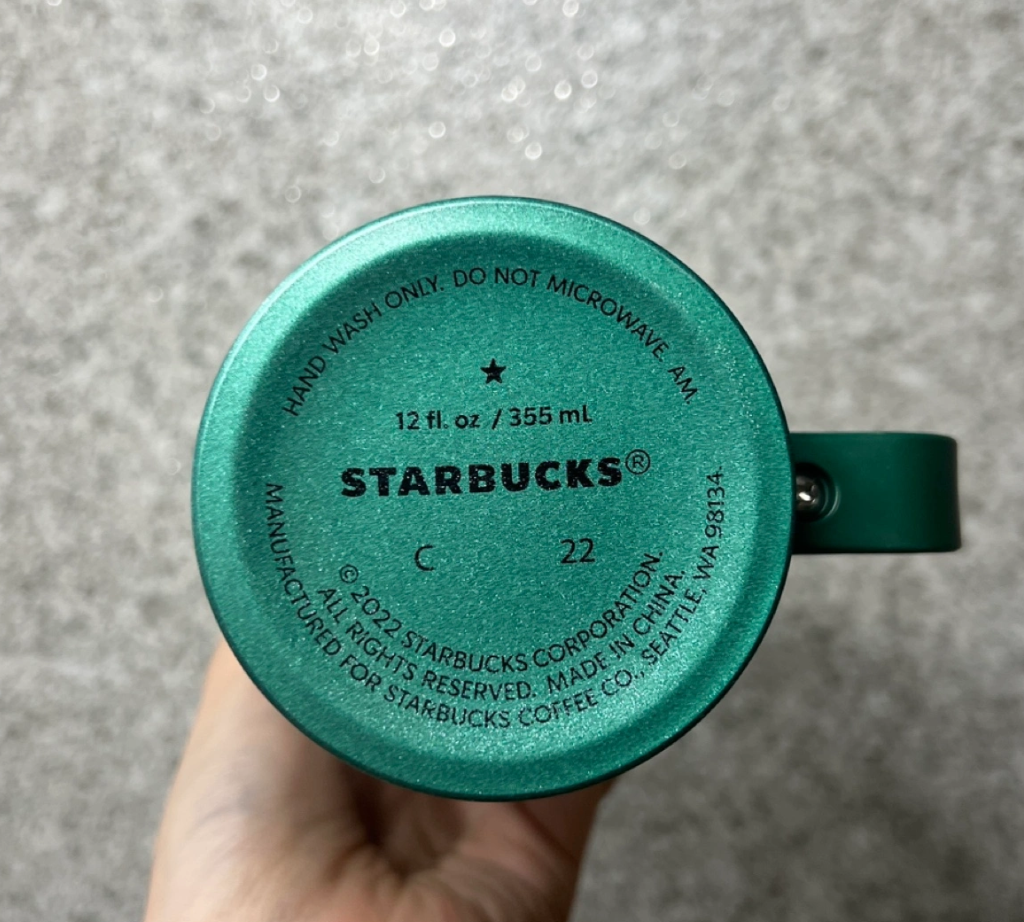 HAND WASH ONLY. DO NOT MICROWAVE. AM.
12 fl. oz / 355 mL
STARBUCKS®
C 22
© 2022 STARBUCKS CORPORATION.
ALL RIGHTS RESERVED. MADE IN CHINA.
MANUFACTURED FOR STARBUCKS COFFEE CO., SEATTLE. WA 98134.